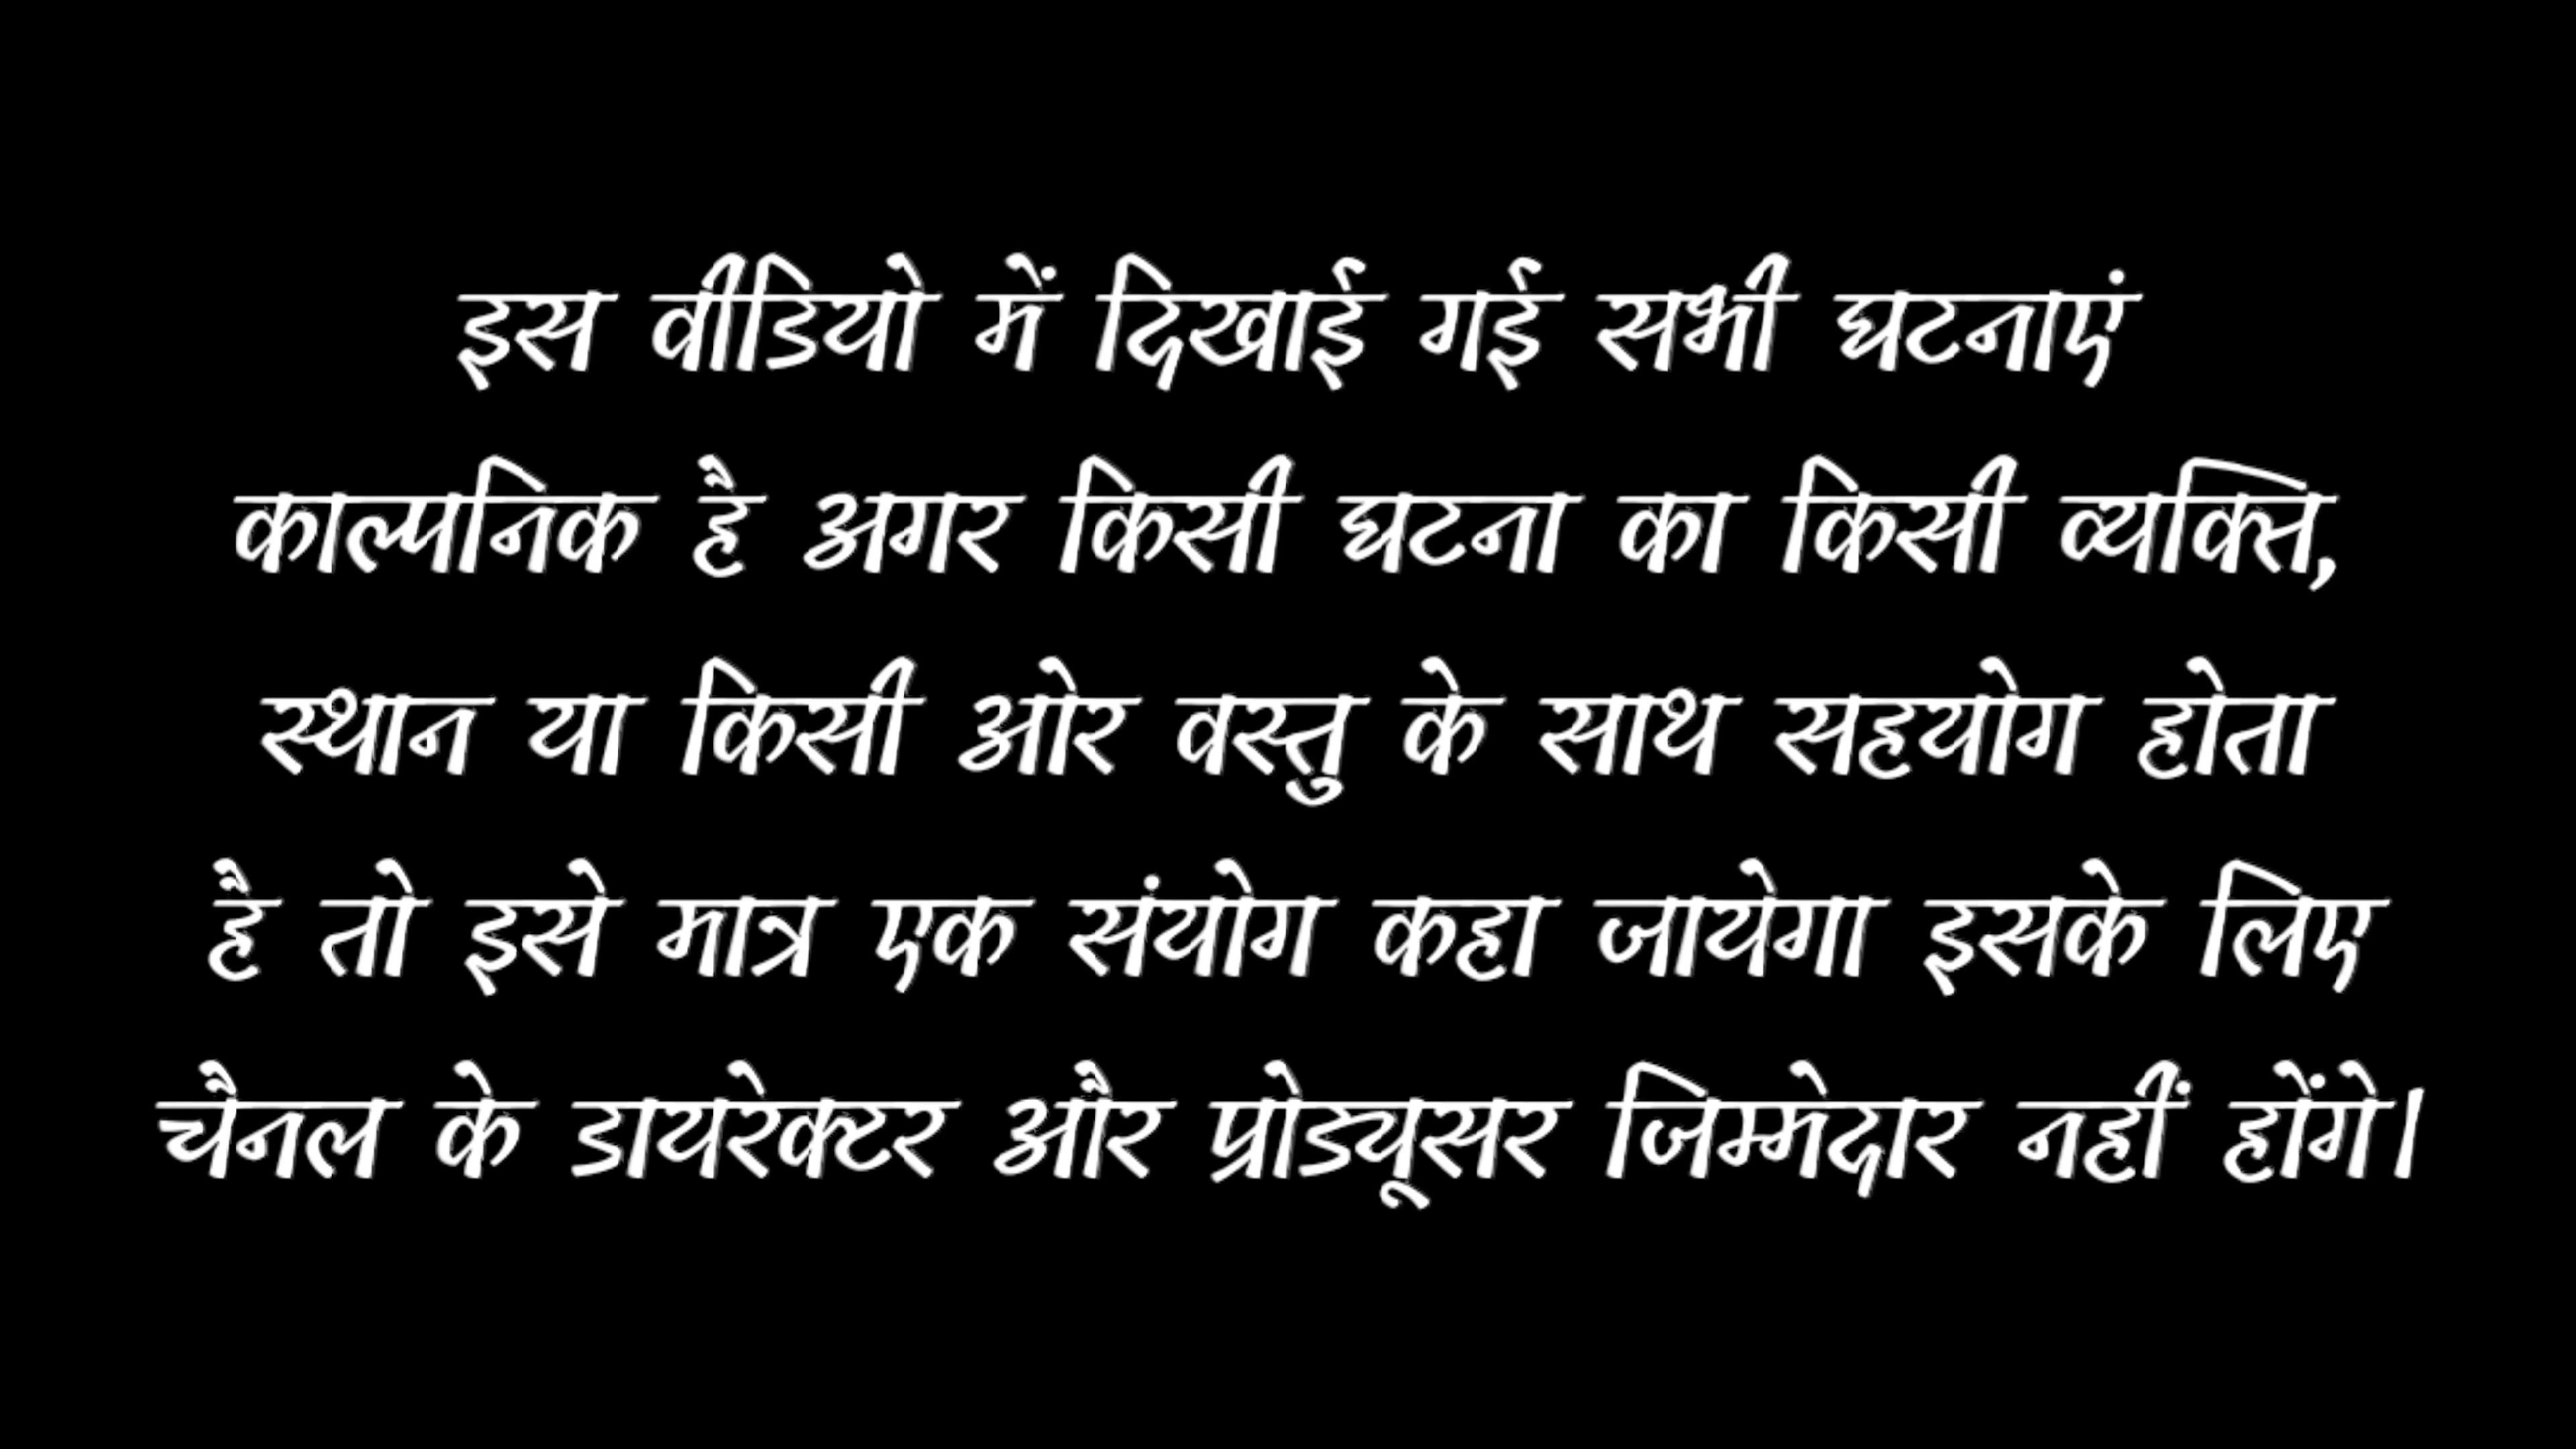 इस वीडियो में दिखाई गई सभी घटनाएं
काल्पनिक है अगर किसी घटना का किसी व्यक्ति,
स्थान या किसी ओर वस्तु के साथ सहयोग होता
है तो इसे मात्र एक संयोग कहा जायेगा इसके लिए
चैनल के डायरेक्टर और प्रोड्यूसर जिम्मेदार नहीं होंगे।